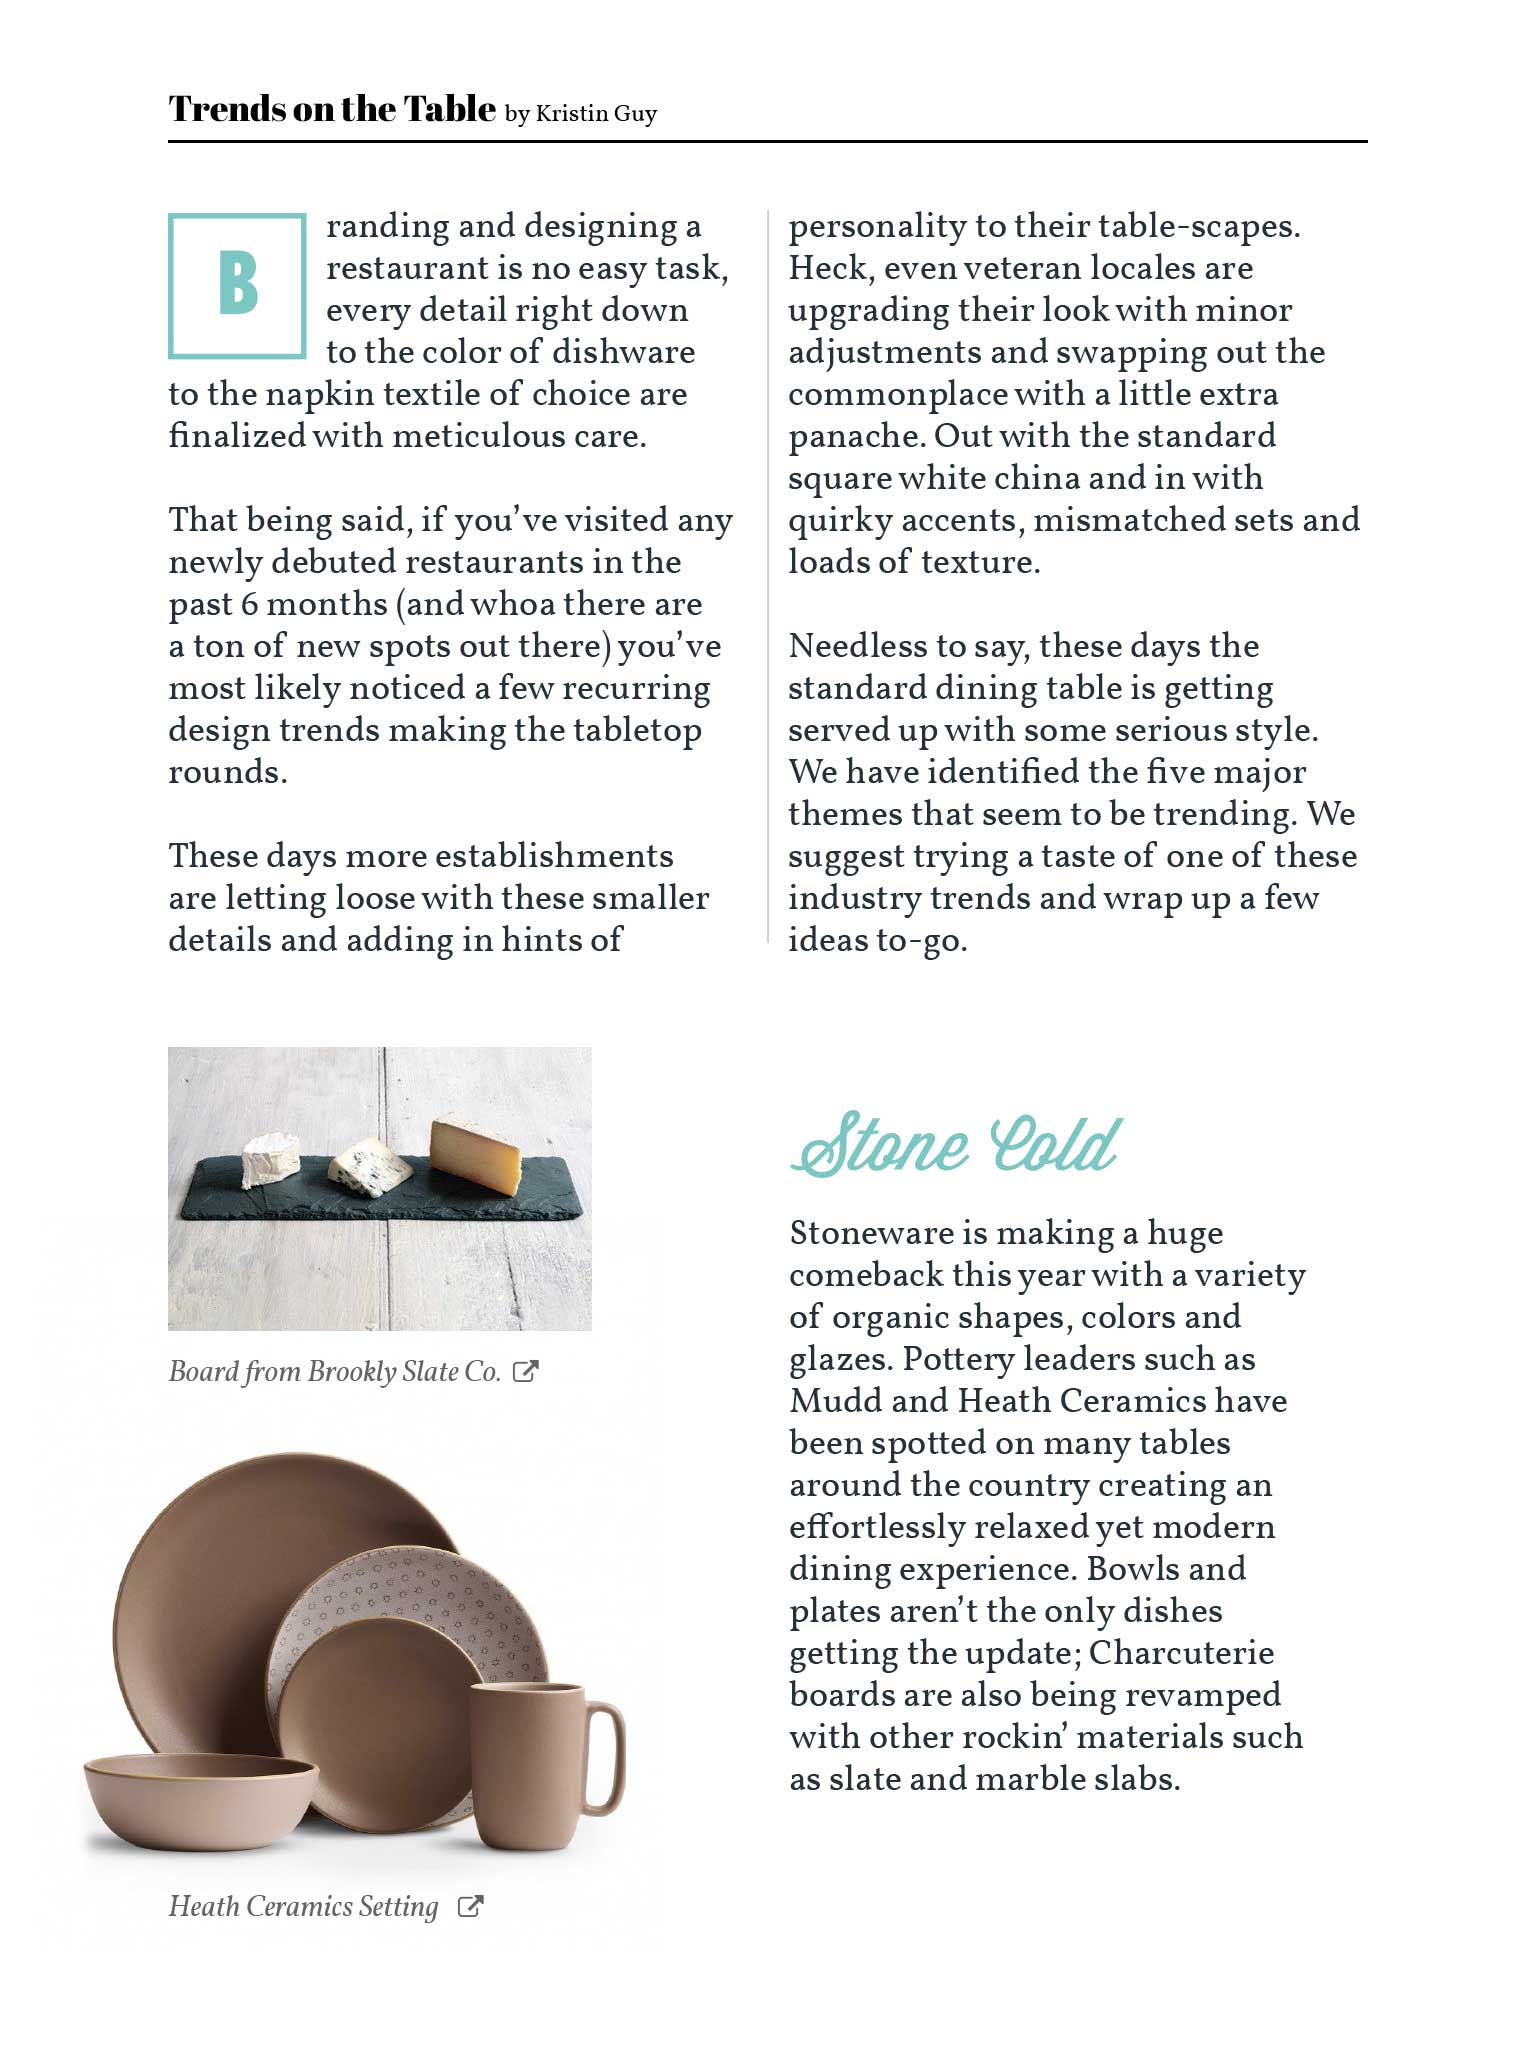 Trends on the Table by Kristin Guy
Branding and designing a
restaurant is no easy task,
every detail right down
to the color of dishware
to the napkin textile of choice are
finalized with meticulous care.
That being said, if you've visited any
newly debuted restaurants in the
past 6 months (and whoa there are
a ton of new spots out there) you've
most likely noticed a few recurring
design trends making the tabletop
rounds.
These days more establishments
are letting loose with these smaller
details and adding in hints of
personality to their table-scapes.
Heck, even veteran locales are
upgrading their look with minor
adjustments and swapping out the
commonplace with a little extra
panache. Out with the standard
square white china and in with
quirky accents, mismatched sets and
loads of texture.
Needless to say, these days the
standard dining table is getting
served up with some serious style.
We have identified the five major
themes that seem to be trending. We
suggest trying a taste of one of these
industry trends and wrap up a few
ideas to-go.
Board from Brookly Slate Co.
Heath Ceramics Setting
Stone Cold
Stoneware is making a huge
comeback this year with a variety
of organic shapes, colors and
glazes. Pottery leaders such as
Mudd and Heath Ceramics have
been spotted on many tables
around the country creating an
effortlessly relaxed yet modern
dining experience. Bowls and
plates aren't the only dishes
getting the update; Charcuterie
boards are also being revamped
with other rockin' materials such
as slate and marble slabs.